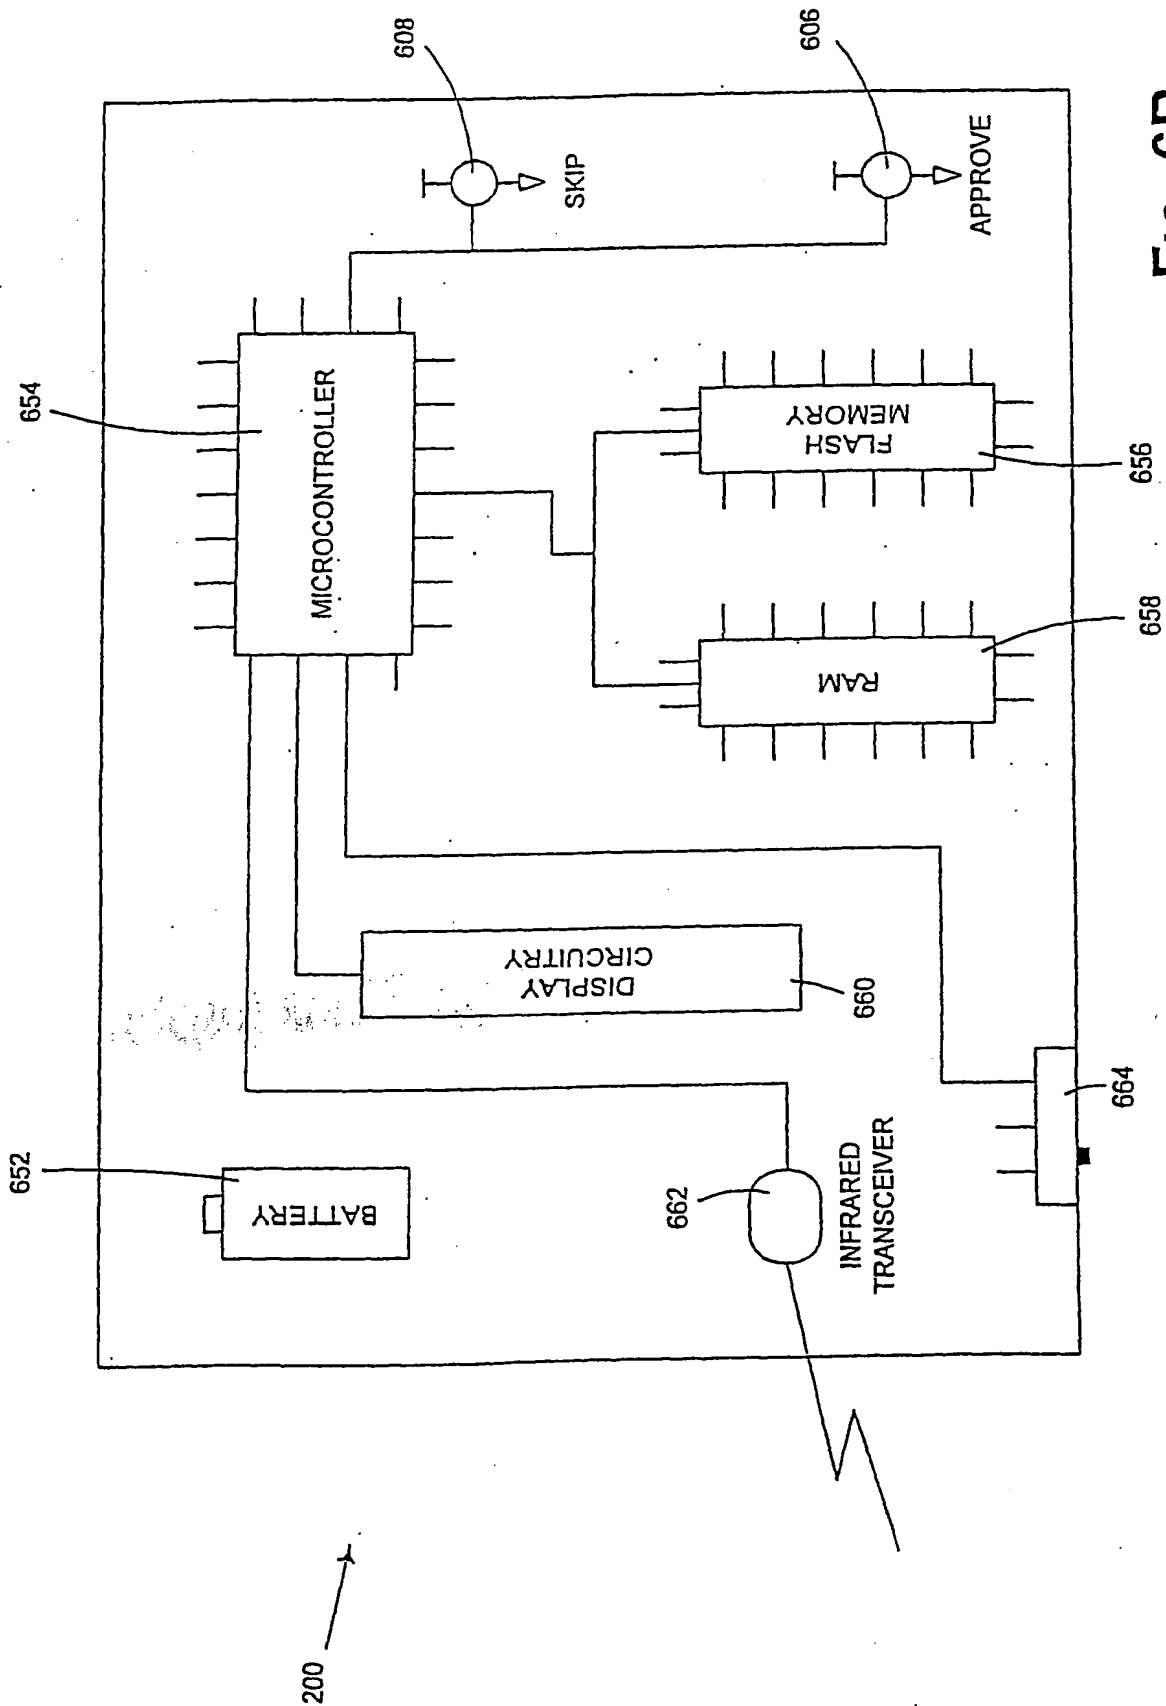 652
654
200
BATTERY
MICROCONTROLLER
608
SKIP
DISPLAY
CIRCUITRY
662
606
INFRARED
TRANSCEIVER
660
RAM
FLASH
MEMORY
APPROVE
664
658
656